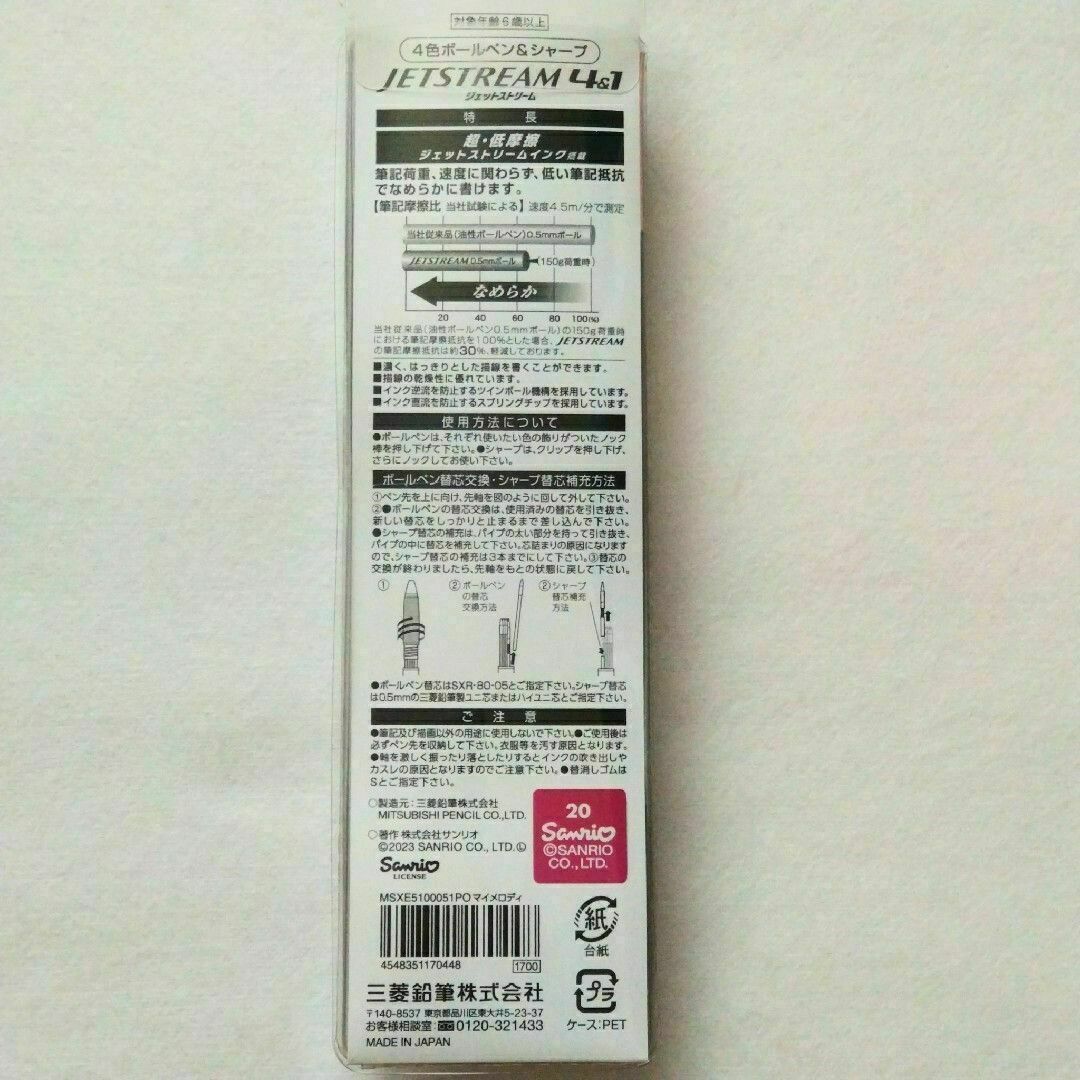 対象年齢6歳以上
4色ボールペン&シャープ
JETSTREAM 4&1
ジェットストリーム
特 長
超・低摩擦
ジェットストリームインク搭載
筆記荷重、速度に関わらず、低い筆記抵抗
でなめらかに書けます。
【筆記摩擦比 当社試験による】速度4.5m/分で測定
当社従来品(油性ボールペン)0.5mmボール
JETSTREAM 0.5mmボール (150g荷重時)
なめらか
20 40 60 80 100(%)
当社従来品(油性ボールペン0.5mmボール)の150g荷重時
における筆記摩擦抵抗を100%とした場合、JETSTREAM
の筆記摩擦抵抗は約30%、軽減しております。
■濃く、はっきりとした描線を書くことができます。
■描線の乾燥性に優れています。
■インク逆流を防止するツインボール機構を採用しています。
■インク直流を防止するスプリングチップを採用しています。
使用方法について
●ボールペンは、それぞれ使いたい色の飾りがついたノック
棒を押し下げて下さい。●シャープは、クリップを押し下げ、
さらにノックしてお使い下さい。
ボールペン替芯交換・シャープ替芯補充方法
①ペン先を上に向け、先軸を図のように回して外して下さい。
②●ボールペンの替芯交換は、使用済みの替芯を引き抜き、
新しい替芯をしっかりと止まるまで差し込んで下さい。
●シャープ替芯の補充は、パイプの太い部分を持って引き抜き、
パイプの中に替芯を補充して下さい。芯詰まりの原因になります
ので、シャープ替芯の補充は3本までにして下さい。③替芯の
交換が終わりましたら、先軸をもとの状態に戻して下さい。
① ②ボールペン ②シャープ
の替芯 替芯補充
交換方法 方法
●ボールペン替芯はSXR-80-05とご指定下さい。シャープ替芯
は0.5mmの三菱鉛筆製ユニ芯またはハイユニ芯とご指定下さい。
ご 注 意
●筆記及び描画以外の用途に使用しないで下さい。●ご使用後は
必ずペン先を収納して下さい。衣服等を汚す原因となります。
●軸を激しく振ったり落としたりするとインクの吹き出しや
カスレの原因となりますのでご注意下さい。●替消しゴムは
Sとご指定下さい。
○製造元:三菱鉛筆株式会社
MITSUBISHI PENCIL CO.,LTD.
○著作 株式会社サンリオ
©2023 SANRIO CO., LTD. Ⓛ
Sanrio
LICENSE
20
Sanrio
©SANRIO
CO.,LTD.
MSXE5100051PO マイメロディ
4548351170448 1700
紙
台紙
三菱鉛筆株式会社
〒140-8537 東京都品川区東大井5-23-37
お客様相談室:0120-321433
MADE IN JAPAN
プラ
ケース:PET